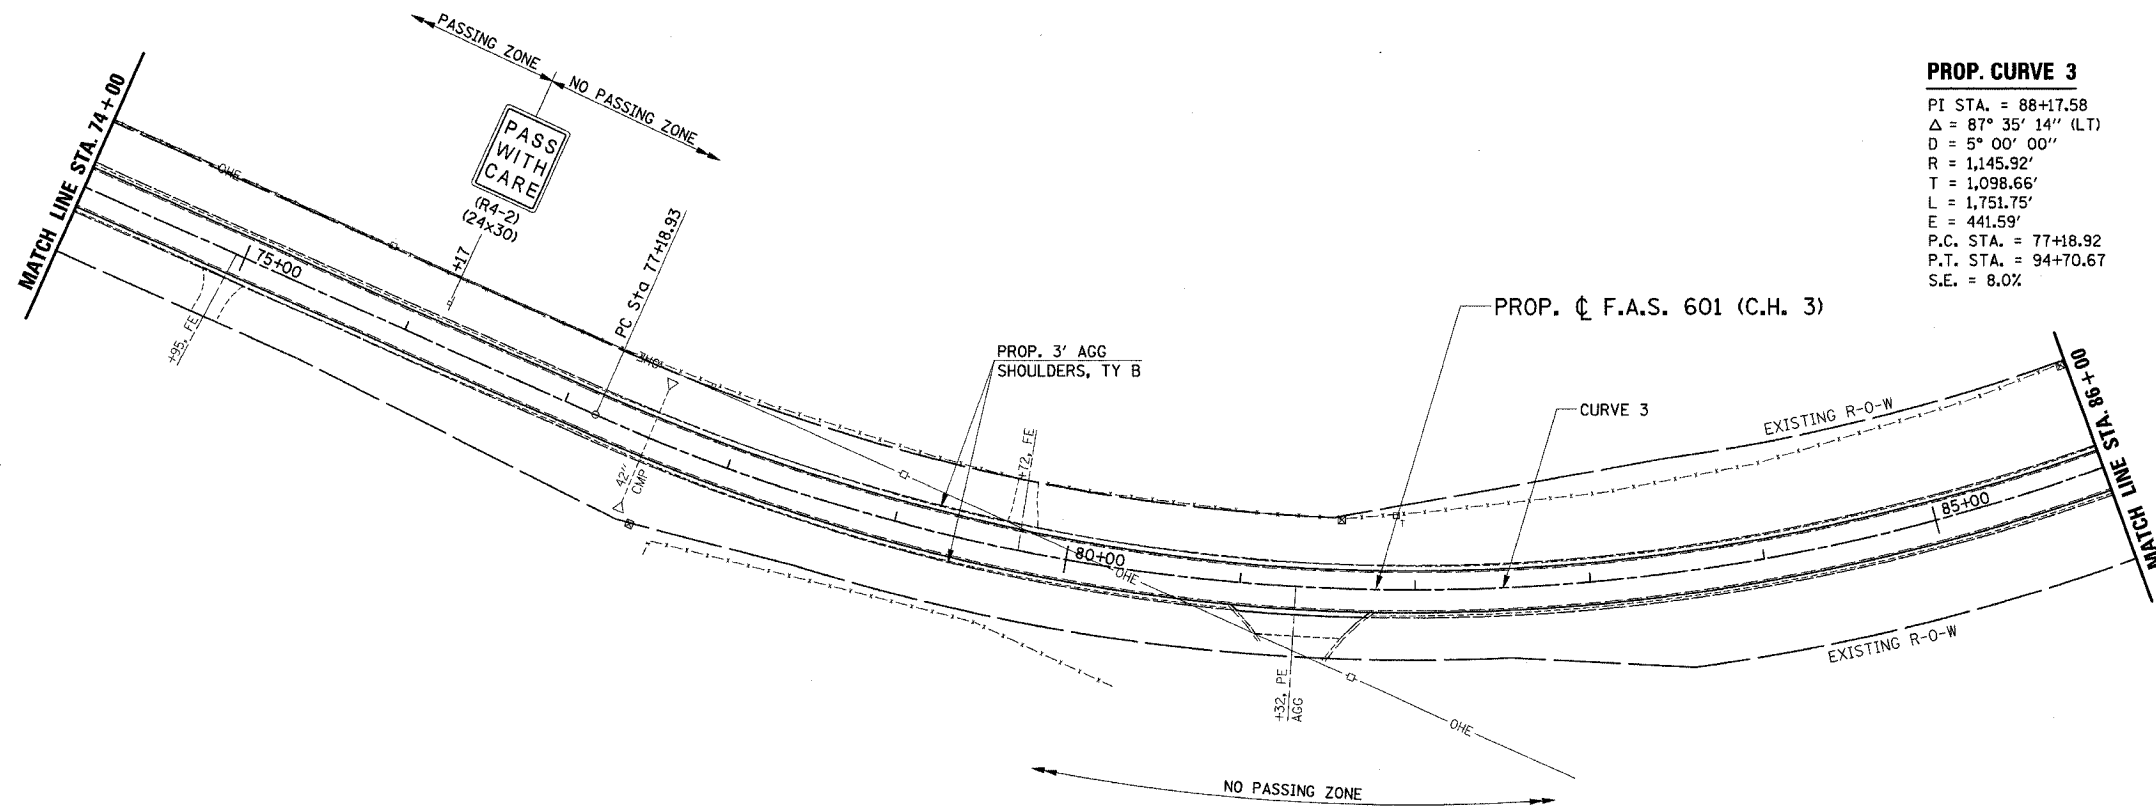 PASSING ZONE
NO PASSING ZONE
MATCH LINE STA. 74+00
PASS
WITH
CARE
(R4-2)
(24x30)
+17
OHE
75+00
+95, FE
PC Sta 77+18.93
OHE
42"
CMP
PROP. 3' AGG
SHOULDERS, TY B
+72, FE
80+00
OHE
+32, PE
AGG
OHE
NO PASSING ZONE
PROP. ℄ F.A.S. 601 (C.H. 3)
CURVE 3
T
EXISTING R-O-W
EXISTING R-O-W
85+00
MATCH LINE STA. 86+00
PROP. CURVE 3
PI STA. = 88+17.58
Δ = 87° 35' 14'' (LT)
D = 5° 00' 00''
R = 1,145.92'
T = 1,098.66'
L = 1,751.75'
E = 441.59'
P.C. STA. = 77+18.92
P.T. STA. = 94+70.67
S.E. = 8.0%